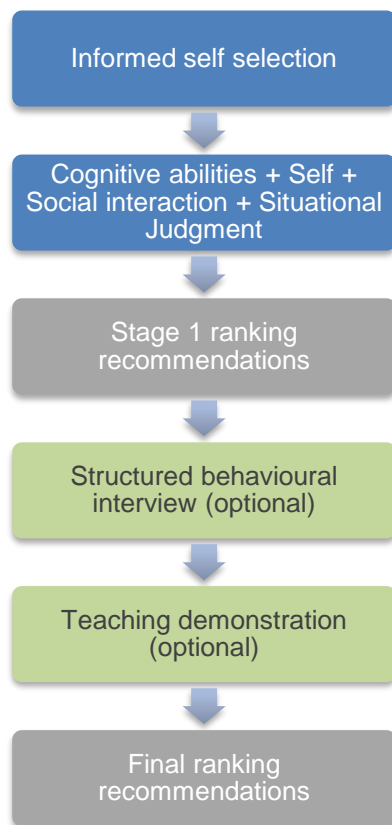 Informed self selection
Cognitive abilities + Self +
Social interaction + Situational
Judgment
Stage 1 ranking
recommendations
Structured behavioural
interview (optional)
Teaching demonstration
(optional)
Final ranking
recommendations